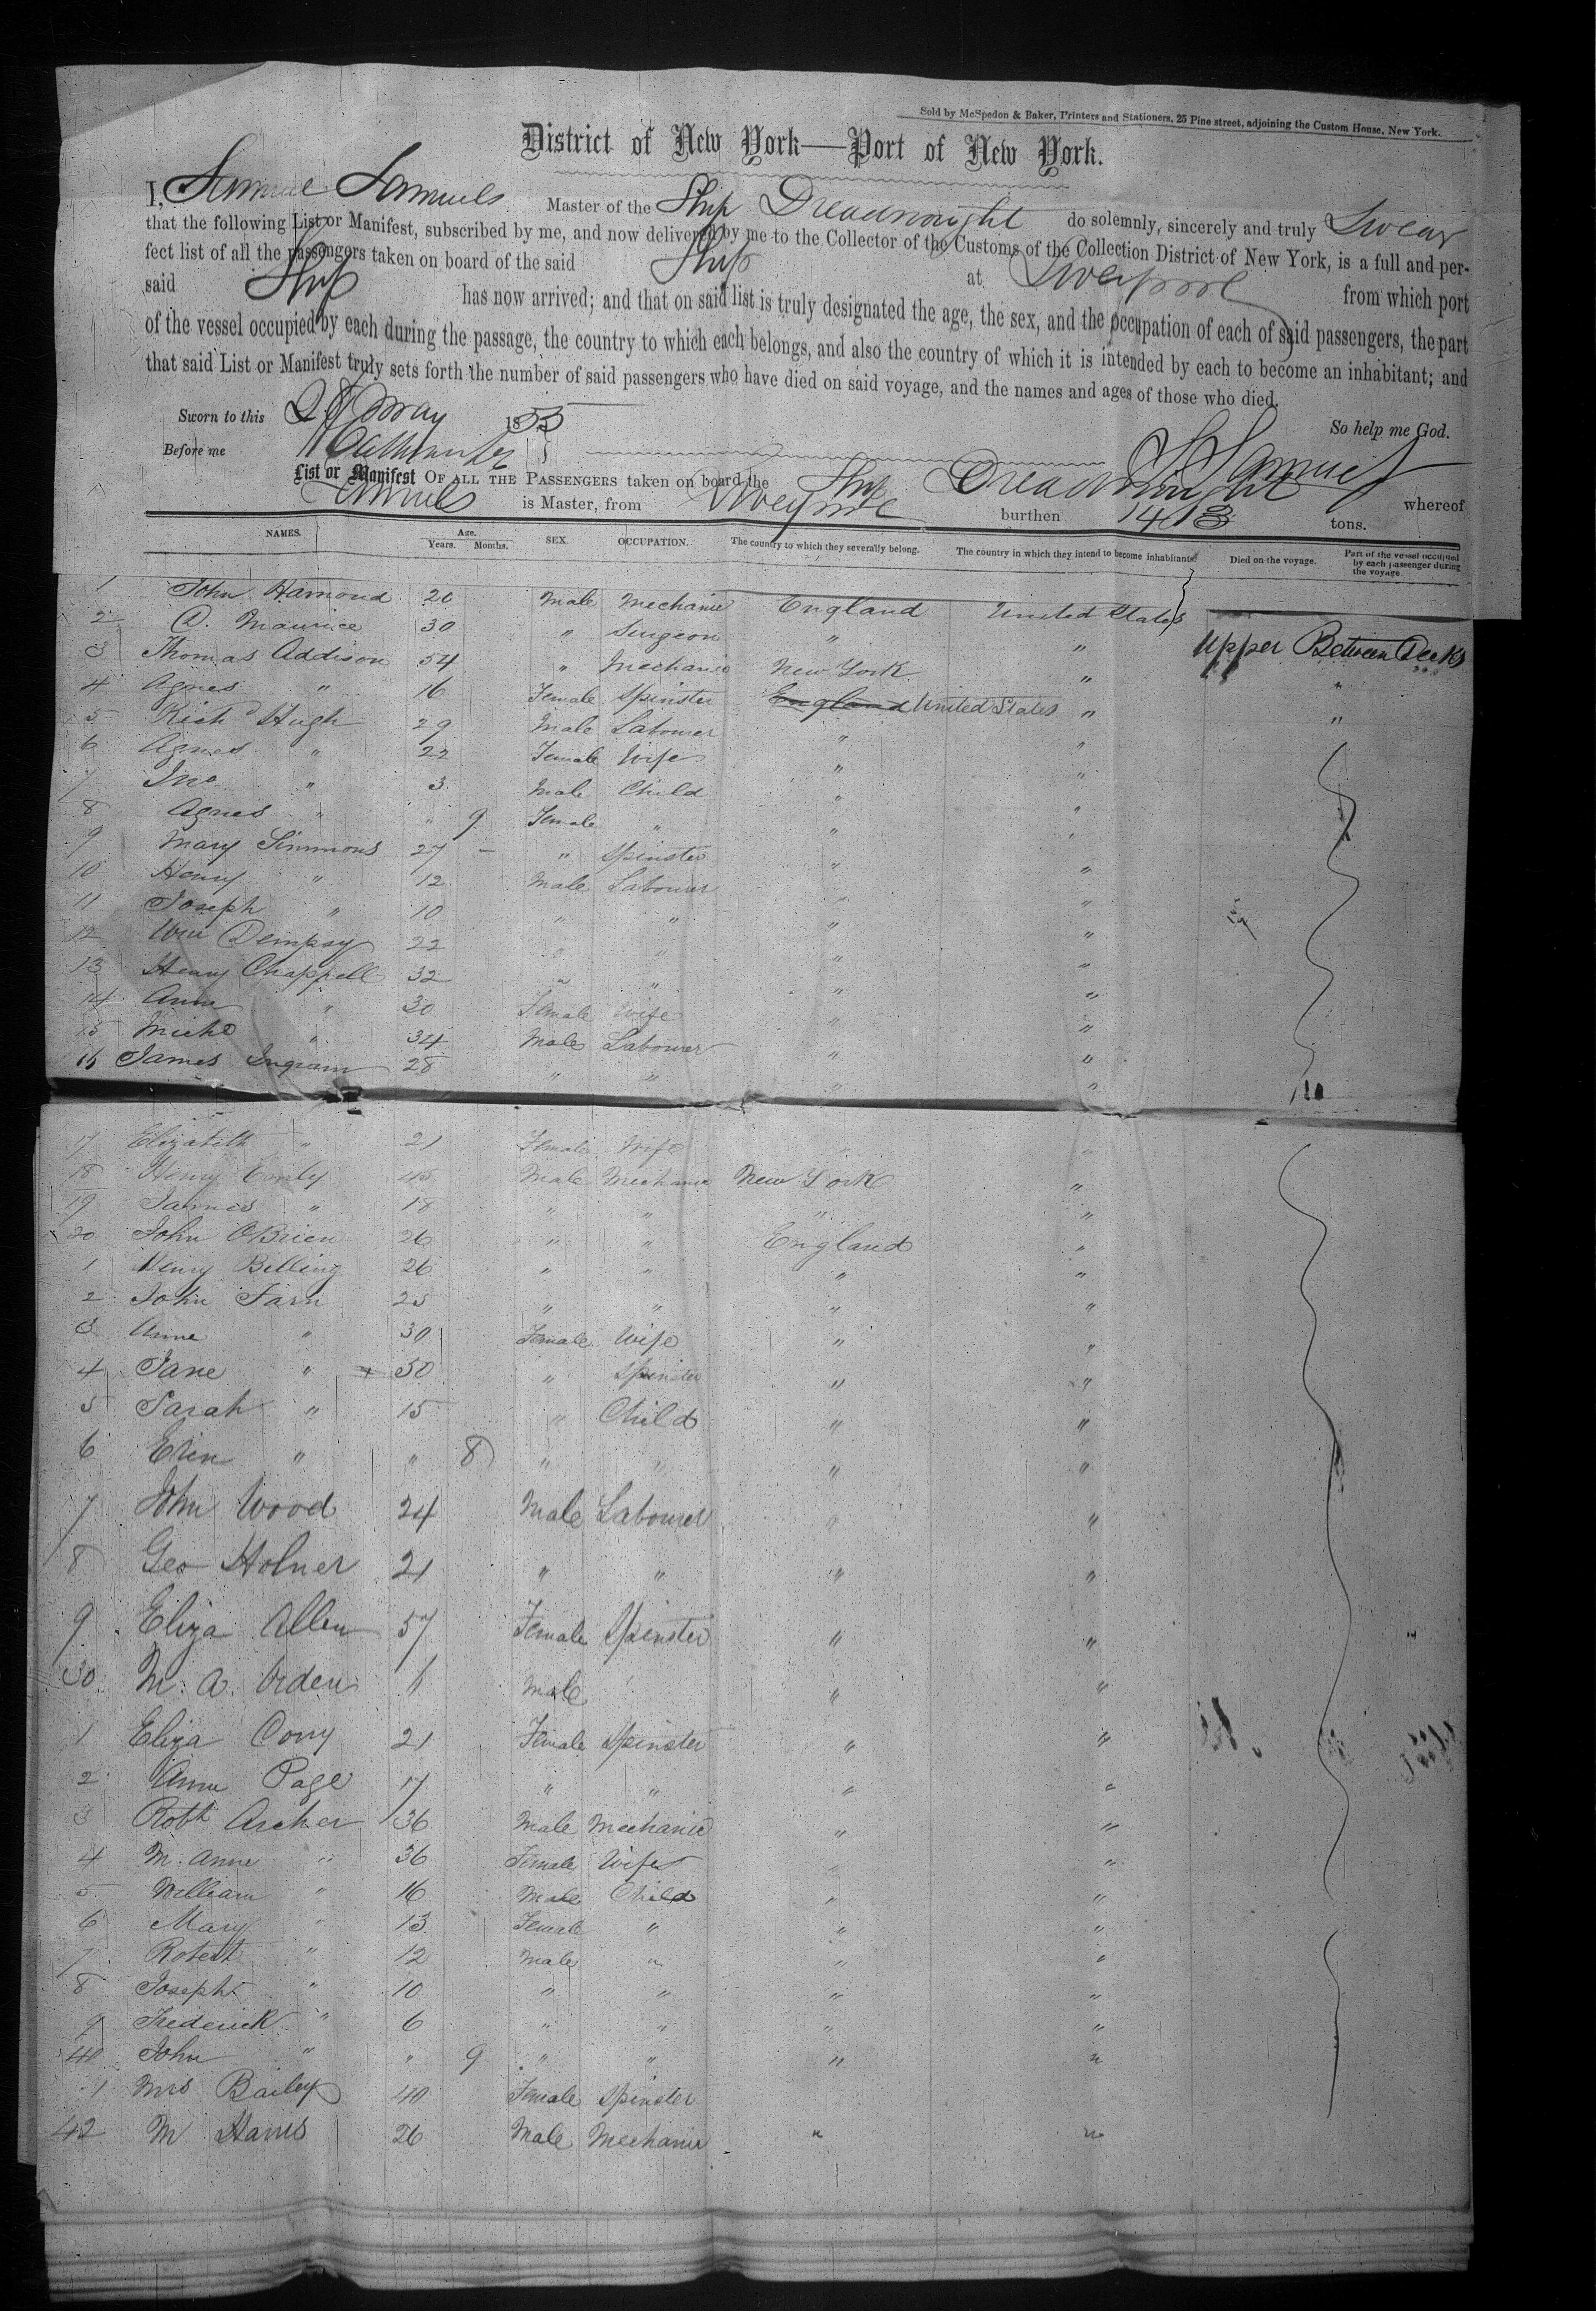 Sold by McSpedon & Baker, Printers and Stationers, 25 Pine street, adjoining the Custom House, New York.
District of New York—Port of New York.
I, Samuel Samuels Master of the Ship Dreadnought do solemnly, sincerely and truly Swear
that the following List or Manifest, subscribed by me, and now delivered by me to the Collector of the Customs of the Collection District of New York, is a full and per-
fect list of all the passengers taken on board of the said Ship at Liverpool from which port
said Ship has now arrived; and that on said list is truly designated the age, the sex, and the occupation of each of said passengers, the part
of the vessel occupied by each during the passage, the country to which each belongs, and also the country of which it is intended by each to become an inhabitant; and
that said List or Manifest truly sets forth the number of said passengers who have died on said voyage, and the names and ages of those who died.
Sworn to this May 1855 So help me God.
Before me S Samuels
List or Manifest OF ALL THE PASSENGERS taken on board the Ship Dreadnought whereof
Samuels is Master, from Liverpool burthen 1413 tons.
NAMES. Age. Years. Months. SEX. OCCUPATION. The country to which they severally belong. The country in which they intend to become inhabitants. Died on the voyage. Part of the vessel occupied by each passenger during the voyage.
1 John Hamond 20 Male Mechanic England United States
2 A. Maurice 30 " Surgeon " " Upper Between Decks
3 Thomas Addison 54 " Mechanic New York " "
4 Agnes " 16 Female Spinster England United States " "
5 Richd Hugh 29 Male Labourer " "
6 Agnes " 22 Female Wife " "
7 Jno " 3 Male Child " "
8 Agnes " " 9 Female " " "
9 Mary Simmons 27 - " Spinster " "
10 Henry " 12 Male Labourer " "
11 Joseph " 10 " " " "
12 Wm Dempsy 22 " " " "
13 Henry Chappell 32 " " " "
14 Anne " 30 Female Wife " "
15 Michl " 34 Male Labourer " "
16 James Ingram 28 " " " "
17 Elizabeth " 21 Female Wife " "
18 Henry 45 Male Mechanic New York "
19 James " 18 " " " "
20 John OBrien 26 " " England "
1 Henry Billing 26 " " " "
2 John Farn 25 " " " "
3 Anne " 30 Female Wife " "
4 Jane " 50 " Spinster " "
5 Sarah " 15 " Child " "
6 " " 8 " " " "
7 John Wood 24 Male Labourer " "
8 Geo Holner 21 " " " "
9 Eliza Allen 57 Female Spinster " "
30 M. A. Orden 11 Male " "
1 Eliza Cory 21 Female Spinster " "
2 Anne Page 17 " " " "
3 Robt Archer 36 Male Mechanic " "
4 M. Anne " 36 Female Wife " "
5 William " 16 Male Child " "
6 Mary " 13 Female " " "
7 Robert " 12 Male " " "
8 Joseph " 10 " " " "
9 Frederick " 6 " " " "
40 John " " 9 " " " "
1 Mrs Bailey 40 Female Spinster
42 M Harris 26 Male Mechanic " "